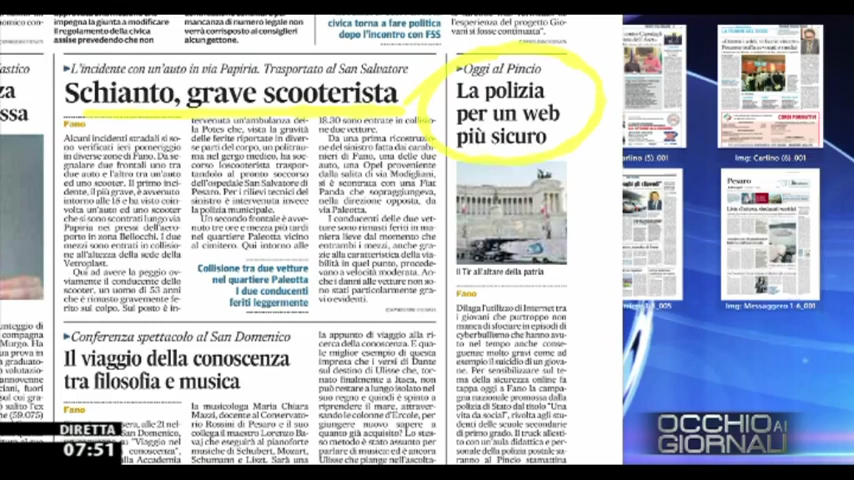 impegna la giunta a modificare
il regolamento della civica
assise prevedendo che non
mancanza di numero legale non
verrà corrisposto ai consiglieri
alcun gettone.
civica torna a fare politica
dopo l'incontro con FSS
l'esperienza del progetto Gio-
vani si fosse continuata".
L'incidente con un'auto in via Papiria. Trasportato al San Salvatore
Schianto, grave scooterista
Fano
Alcuni incidenti stradali si so-
no verificati ieri pomeriggio
in diverse zone di Fano. Da se-
gnalare due frontali uno tra
due auto e l'altro tra un'auto
ed uno scooter. Il primo inci-
dente, il più grave, è avvenuto
intorno alle 18 e ha visto coin-
volta un'auto ed uno scooter
che si sono scontrati lungo via
Papiria nei pressi dell'aero-
porto in zona Bellocchi. I due
mezzi sono entrati in collisio-
ne all'altezza della sede della
Vetroplast.
Qui ad avere la peggio ov-
viamente il conducente dello
scooter, un uomo di 53 anni
che è rimasto gravemente fe-
rito sul colpo. Sul posto è in-
tervenuta un'ambulanza dei-
la Potes che, vista la gravità
delle ferite riportate in diver-
se parti del corpo, un politrau-
ma nel gergo medico, ha soc-
corso loscooterista traspor-
tandolo al pronto soccorso
dell'ospedale San Salvatore di
Pesaro. Per i rilievi tecnici del
sinistro è intervenuta invece
la polizia municipale.
Un secondo frontale è avve-
nuto tre ore e mezza più tardi
nel quartiere Paleotta vicino
al cimitero. Qui intorno alle
Collisione tra due vetture
nel quartiere Paleotta
I due conducenti
feriti leggermente
18.30 sono entrate in collisio-
ne due vetture.
Da una prima ricostruzio-
ne del sinistro fatta dai carabi-
nieri di Fano, una delle due
auto, una Opel proveniente
dalla salita di via Modigliani,
si è scontrata con una Fiat
Panda che sopraggiungeva,
nella direzione opposta, da
via Paleotta.
I conducenti delle due vet-
ture sono rimasti feriti in ma-
niera lieve dal momento che
entrambi i mezzi, anche gra-
zie alla caratteristica della via-
bilità in quel punto, procede-
vano a velocità moderata. An-
che i danni alle vetture non so-
no stati particolarmente gra-
vi o evidenti.
Oggi al Pincio
La polizia
per un web
più sicuro
Il Tir all'altare della patria
Fano
Dilaga l'utilizzo di Internet tra
i giovani che purtroppo non
manca di sfociare in episodi di
cyberbullismo che hanno avu-
to nel tempo anche conse-
guenze molto gravi come ad
esempio il suicidio di un giova-
ne. Per sensibilizzare sul te-
ma della sicurezza online fa
tappa oggi a Fano la campa-
gna nazionale promossa dalla
polizia di Stato dal titolo "Una
vita da social", rivolta agli stu-
denti delle scuole secondarie
di primo grado. Il truck allesti-
to con un'aula didattica e per-
sonale della polizia postale sa-
ranno al Pincio stamattina
Conferenza spettacolo al San Domenico
Il viaggio della conoscenza
tra filosofia e musica
Fano
la musicologa Maria Chiara
Mazzi, docente al Conservato-
rio Rossini di Pesaro e il
suo collega il maestro Lorenzo Ba-
vaj che eseguirà al pianoforte
musiche di Schubert, Mozart,
Schumann e Liszt. Sarà una
la appunto di viaggio alla ri-
cerca della conoscenza. E qua-
le miglior esempio di questa
impresa che i versi di Dante
sul destino di Ulisse che, tor-
nato finalmente a Itaca, non
può restare a lungo isolato nel
suo regno e quindi è spinto a
riprendere il mare, attraver-
sando le colonne d'Ercole, per
giungere nuovo sapere a
quanto già acquisito? Lo stes-
so metodo è stato assunto per
parlare di musica ed è ancora
Ulisse che piange nell'ascolta-
DIRETTA
07:51
Img: Carlino (6)_001
Pesaro
Img: Messaggero 1-6_001
OCCHIO AI
GIORNALI